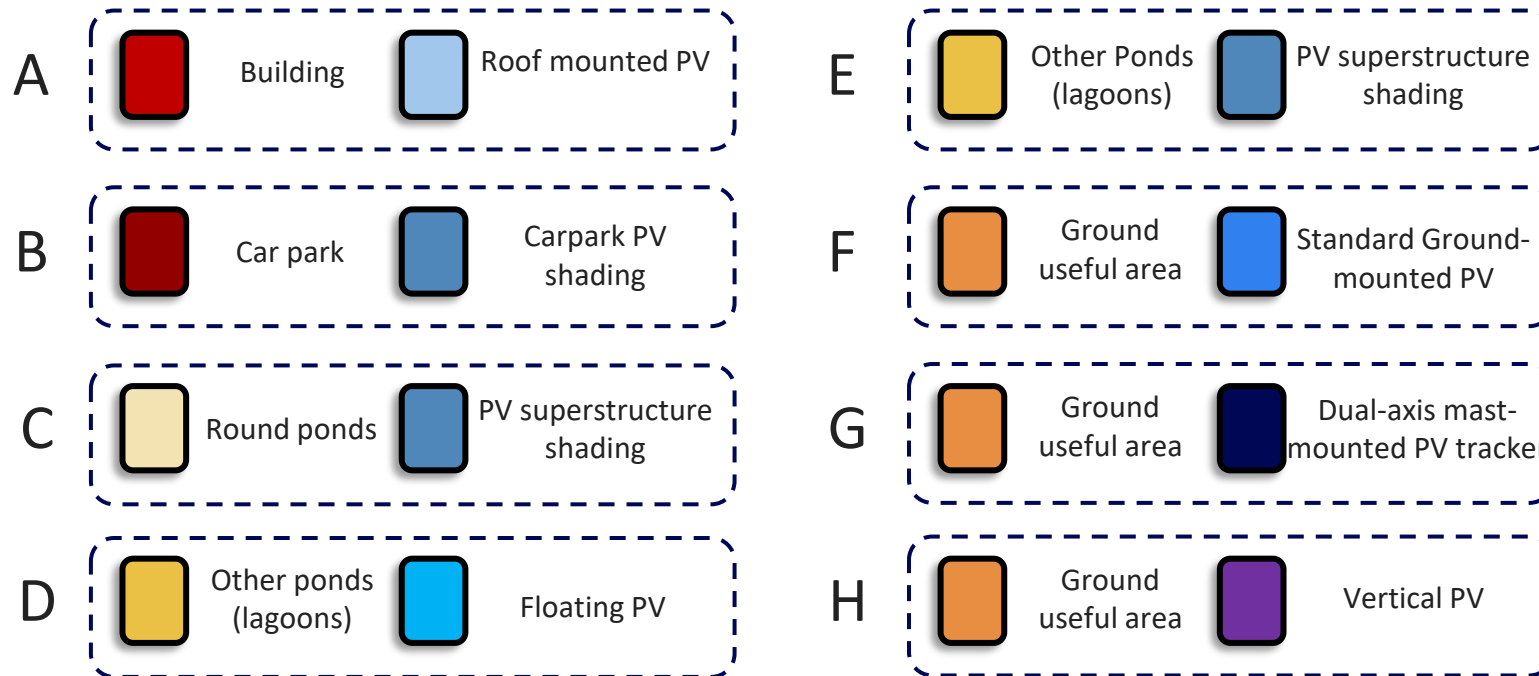 A
Building
Roof mounted PV
B
Car park
Carpark PV
shading
C
Round ponds
PV superstructure
shading
D
Other ponds
(lagoons)
Floating PV
E
Other Ponds
(lagoons)
PV superstructure
shading
F
Ground
useful area
Standard Ground-
mounted PV
G
Ground
useful area
Dual-axis mast-
mounted PV tracker
H
Ground
useful area
Vertical PV